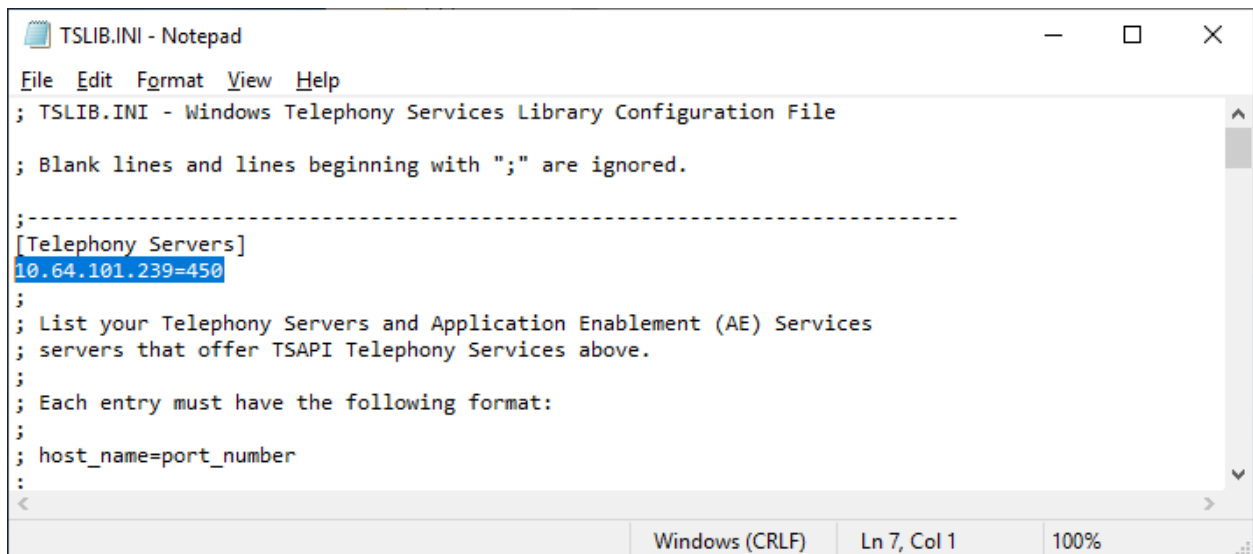 TSLIB.INI - Notepad
File Edit Format View Help
; TSLIB.INI - Windows Telephony Services Library Configuration File
; Blank lines and lines beginning with ";" are ignored.
;-----------------------------------------------------------------------------
[Telephony Servers]
10.64.101.239=450
;
; List your Telephony Servers and Application Enablement (AE) Services
; servers that offer TSAPI Telephony Services above.
;
; Each entry must have the following format:
;
; host_name=port_number
;
Windows (CRLF) Ln 7, Col 1 100%